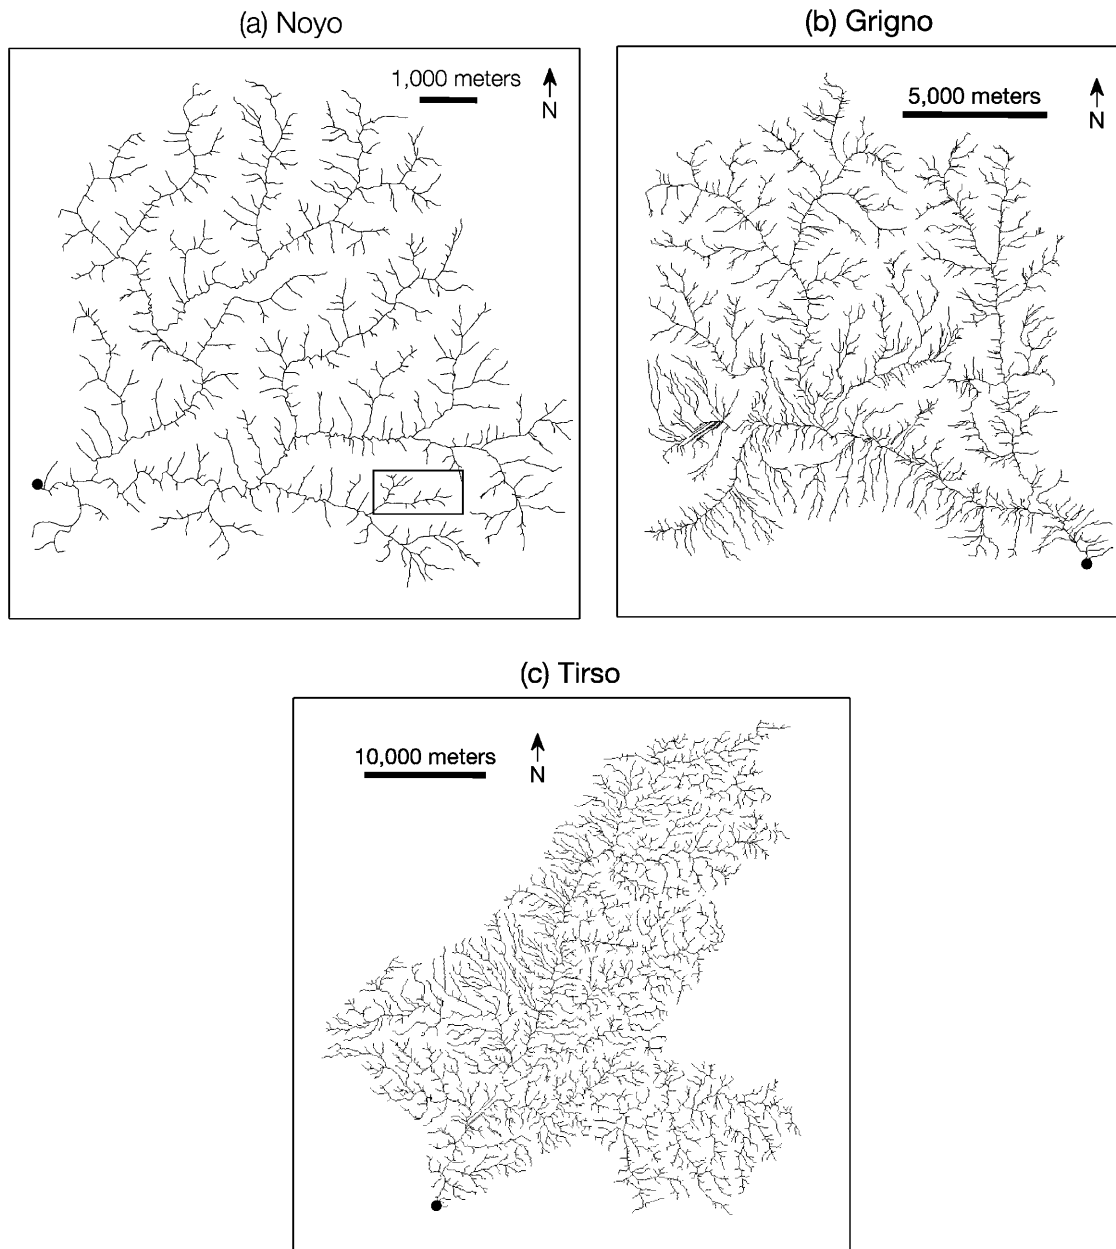 (a) Noyo
1,000 meters
N
(b) Grigno
5,000 meters
N
(c) Tirso
10,000 meters
N